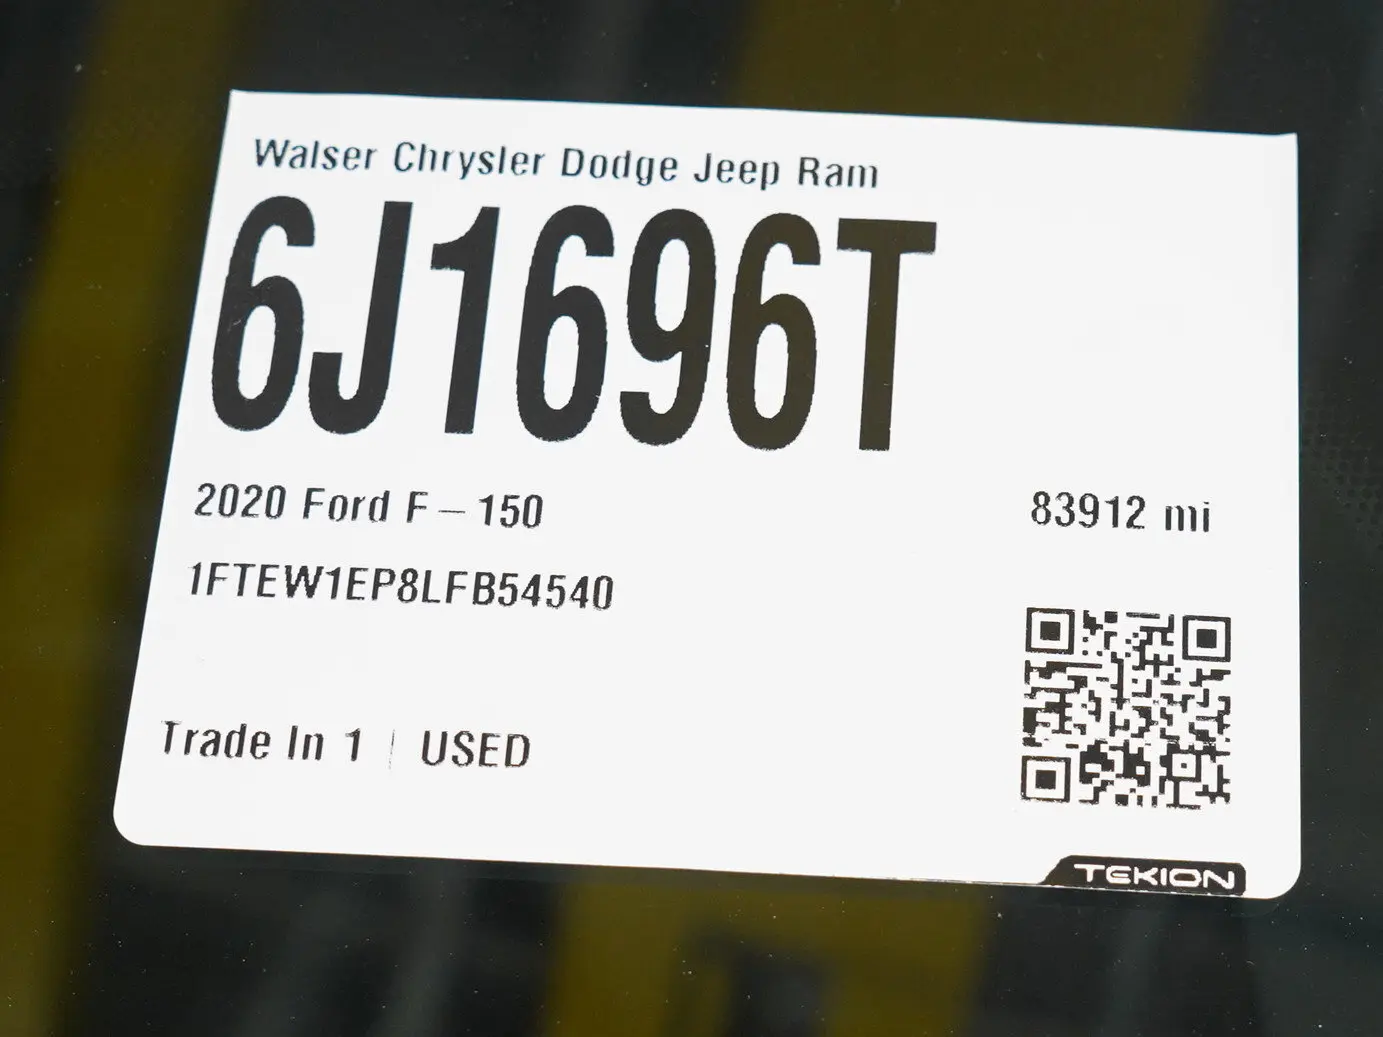 Walser Chrysler Dodge Jeep Ram
6J1696T
2020 Ford F-150
83912 mi
1FTEW1EP8LFB54540
Trade In 1 | USED
TEKION